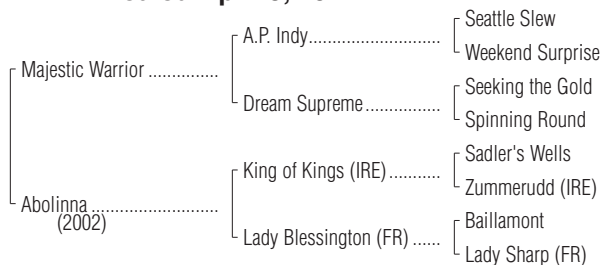 Seattle Slew
A.P. Indy
Weekend Surprise
Majestic Warrior
Seeking the Gold
Dream Supreme
Spinning Round
Sadler's Wells
King of Kings (IRE)
Zummerudd (IRE)
Abolinna
(2002)
Baillamont
Lady Blessington (FR)
Lady Sharp (FR)